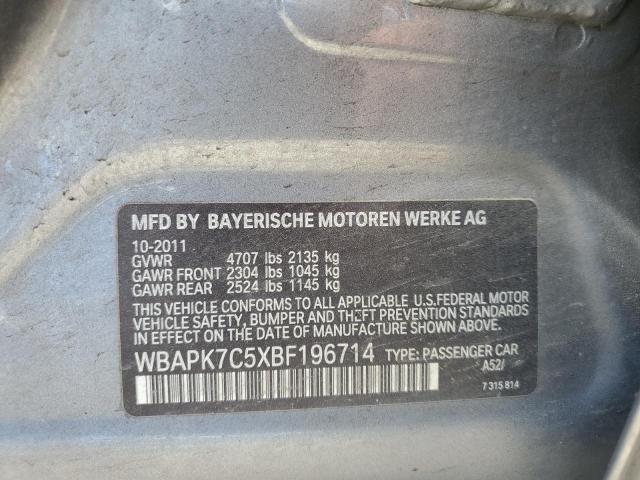 MFD BY BAYERISCHE MOTOREN WERKE AG
10-2011
GVWR 4707 lbs 2135 kg
GAWR FRONT 2304 lbs 1045 kg
GAWR REAR 2524 lbs 1145 kg
THIS VEHICLE CONFORMS TO ALL APPLICABLE U.S.FEDERAL MOTOR
VEHICLE SAFETY, BUMPER AND THEFT PREVENTION STANDARDS
IN EFFECT ON THE DATE OF MANUFACTURE SHOWN ABOVE.
WBAPK7C5XBF196714 TYPE: PASSENGER CAR
A52/
7 315 814